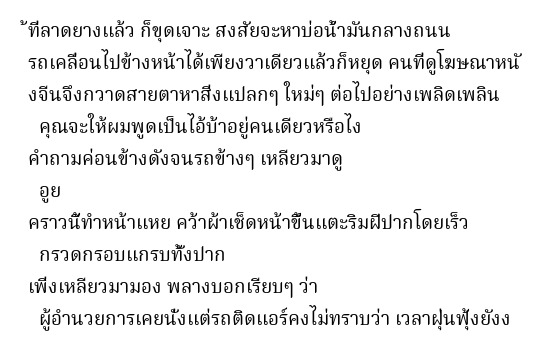 ้ที่ลาดยางแล้ว ก็ขุดเจาะ สงสัยจะหาบ่อน้ำมันกลางถนน
รถเคลื่อนไปข้างหน้าได้เพียงวาเดียวแล้วก็หยุด คนที่ดูโฆษณาหนั
งจีนจึงกวาดสายตาหาสิ่งแปลกๆ ใหม่ๆ ต่อไปอย่างเพลิดเพลิน
คุณจะให้ผมพูดเป็นไอ้บ้าอยู่คนเดียวหรือไง
คำถามค่อนข้างดังจนรถข้างๆ เหลียวมาดู
อูย
คราวนี้ทำหน้าแหย คว้าผ้าเช็ดหน้าขึ้นแตะริมฝีปากโดยเร็ว
กรวดกรอบแกรบทั้งปาก
เพิ่งเหลียวมามอง พลางบอกเรียบๆ ว่า
ผู้อำนวยการเคยนั่งแต่รถติดแอร์คงไม่ทราบว่า เวลาฝุ่นฟุ้งยังง